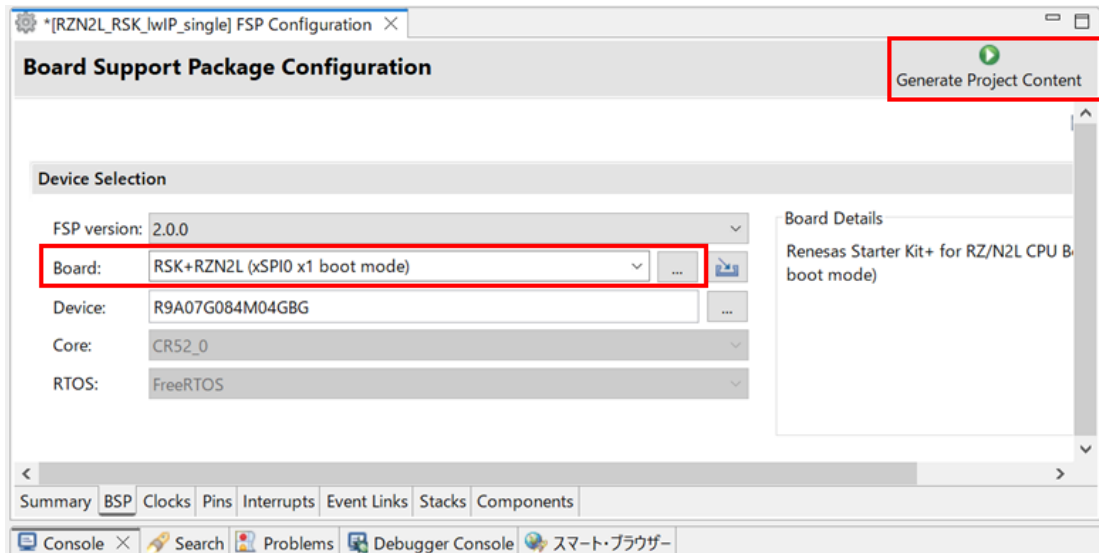 *[RZN2L_RSK_lwIP_single] FSP Configuration
Board Support Package Configuration
Generate Project Content
Device Selection
FSP version: 2.0.0
Board: RSK+RZN2L (xSPI0 x1 boot mode) ...
Device: R9A07G084M04GBG ...
Core: CR52_0
RTOS: FreeRTOS
Board Details
Renesas Starter Kit+ for RZ/N2L CPU
boot mode)
Summary BSP Clocks Pins Interrupts Event Links Stacks Components
Console Search Problems Debugger Console スマート・ブラウザー